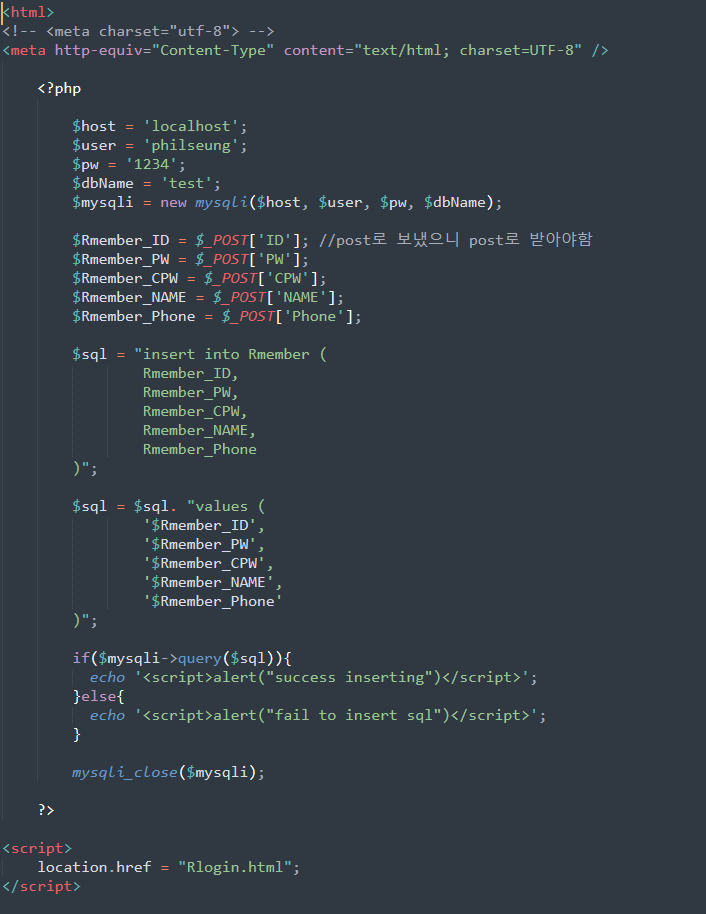 <html>
<!-- <meta charset="utf-8"> -->
<meta http-equiv="Content-Type" content="text/html; charset=UTF-8" />
<?php
$host = 'localhost';
$user = 'philseung';
$pw = '1234';
$dbName = 'test';
$mysqli = new mysqli($host, $user, $pw, $dbName);
$Rmember_ID = $_POST['ID']; //post로 보냈으니 post로 받아야함
$Rmember_PW = $_POST['PW'];
$Rmember_CPW = $_POST['CPW'];
$Rmember_NAME = $_POST['NAME'];
$Rmember_Phone = $_POST['Phone'];
$sql = "insert into Rmember (
Rmember_ID,
Rmember_PW,
Rmember_CPW,
Rmember_NAME,
Rmember_Phone
)";
$sql = $sql. "values (
'$Rmember_ID',
'$Rmember_PW',
'$Rmember_CPW',
'$Rmember_NAME',
'$Rmember_Phone'
)";
if($mysqli->query($sql)){
echo '<script>alert("success inserting")</script>';
}else{
echo '<script>alert("fail to insert sql")</script>';
}
mysqli_close($mysqli);
?>
<script>
location.href = "Rlogin.html";
</script>